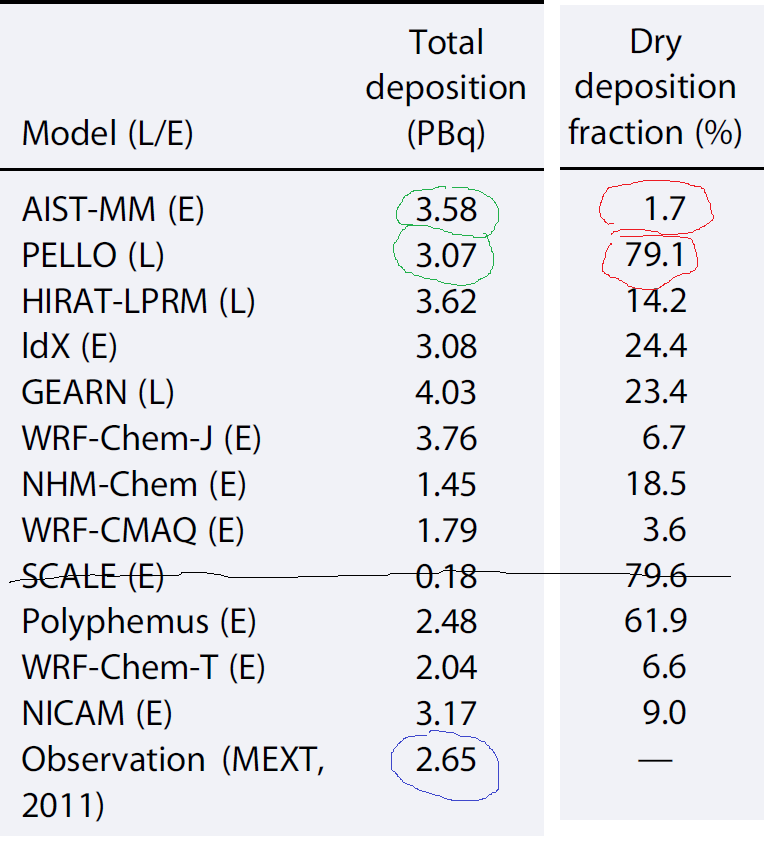 Model (L/E) Total deposition (PBq) Dry deposition fraction (%)
AIST-MM (E) 3.58 1.7
PELLO (L) 3.07 79.1
HIRAT-LPRM (L) 3.62 14.2
IdX (E) 3.08 24.4
GEARN (L) 4.03 23.4
WRF-Chem-J (E) 3.76 6.7
NHM-Chem (E) 1.45 18.5
WRF-CMAQ (E) 1.79 3.6
SCALE (E) 0.18 79.6
Polyphemus (E) 2.48 61.9
WRF-Chem-T (E) 2.04 6.6
NICAM (E) 3.17 9.0
Observation (MEXT, 2.65 —
2011)